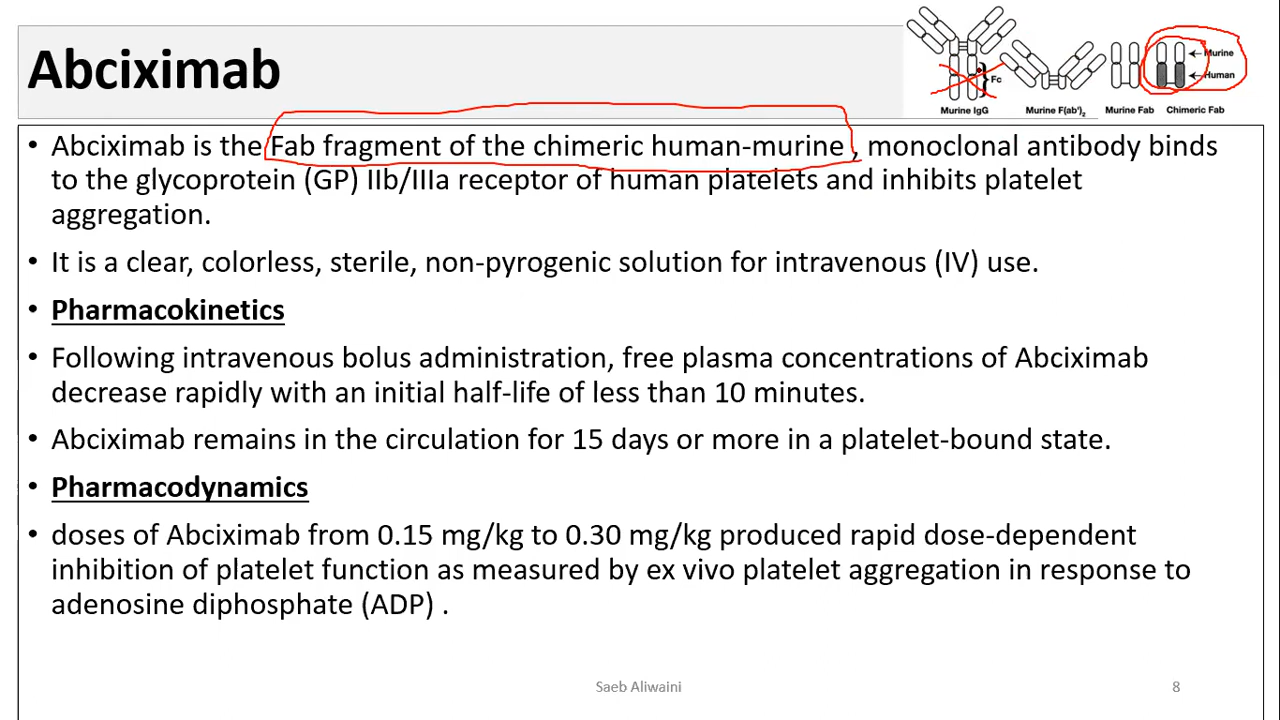 Abciximab
Murine
Fc
Human
Murine IgG
Murine F(ab')₂
Murine Fab
Chimeric Fab
• Abciximab is the Fab fragment of the chimeric human-murine , monoclonal antibody binds
to the glycoprotein (GP) IIb/IIIa receptor of human platelets and inhibits platelet
aggregation.
• It is a clear, colorless, sterile, non-pyrogenic solution for intravenous (IV) use.
• Pharmacokinetics
• Following intravenous bolus administration, free plasma concentrations of Abciximab
decrease rapidly with an initial half-life of less than 10 minutes.
• Abciximab remains in the circulation for 15 days or more in a platelet-bound state.
• Pharmacodynamics
• doses of Abciximab from 0.15 mg/kg to 0.30 mg/kg produced rapid dose-dependent
inhibition of platelet function as measured by ex vivo platelet aggregation in response to
adenosine diphosphate (ADP) .
Saeb Aliwaini
8